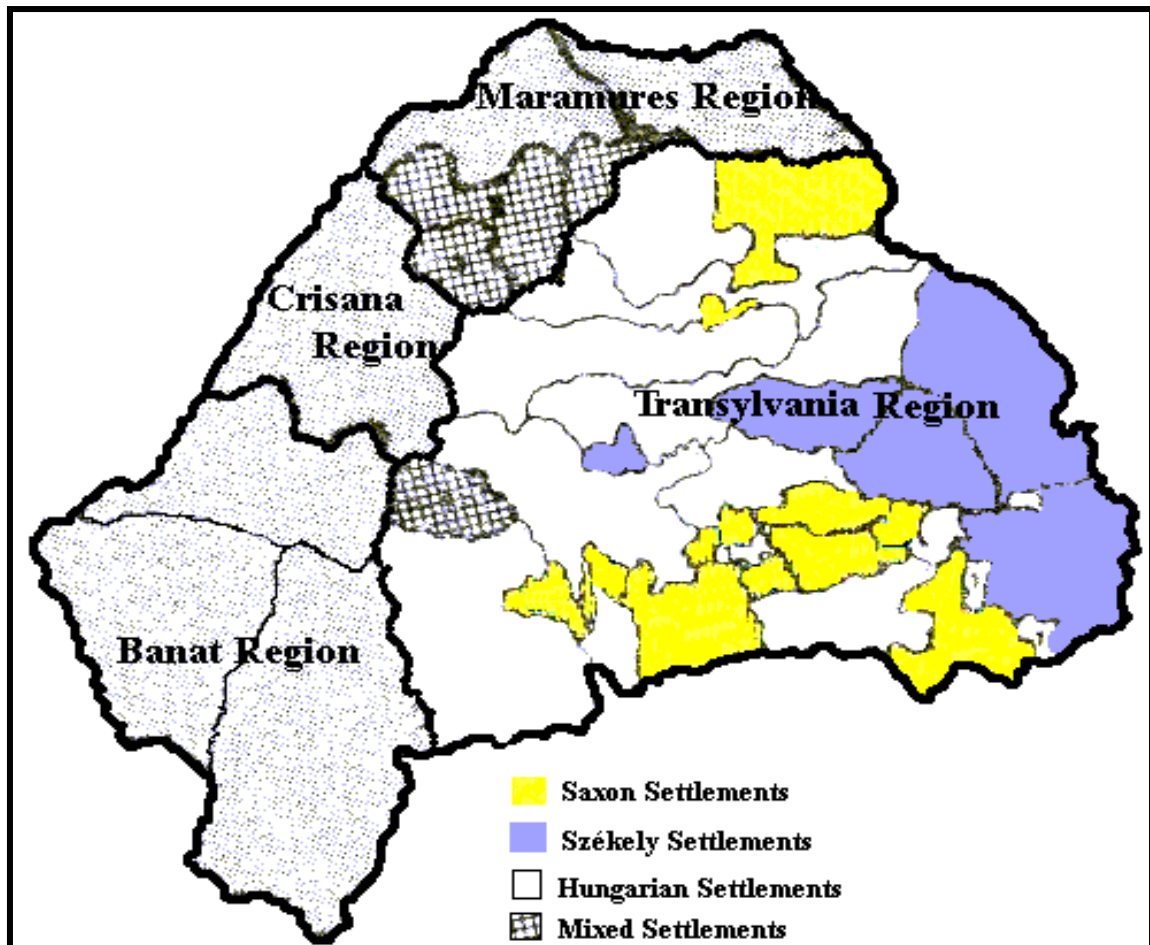 Maramures Region
Crisana
Region
Transylvania Region
Banat Region
Saxon Settlements
Székely Settlements
Hungarian Settlements
Mixed Settlements